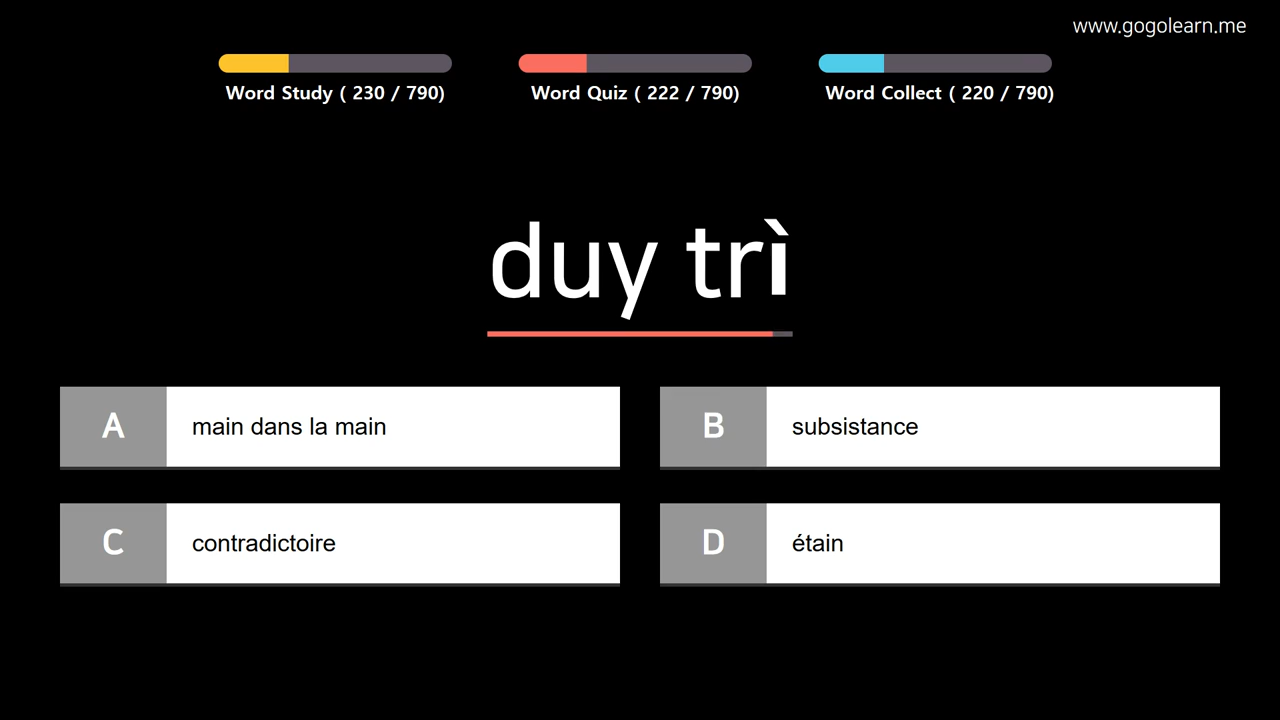 www.gogolearn.me
Word Study ( 230 / 790)
Word Quiz ( 222 / 790)
Word Collect ( 220 / 790)
duy trì
A
main dans la main
B
subsistance
C
contradictoire
D
étain